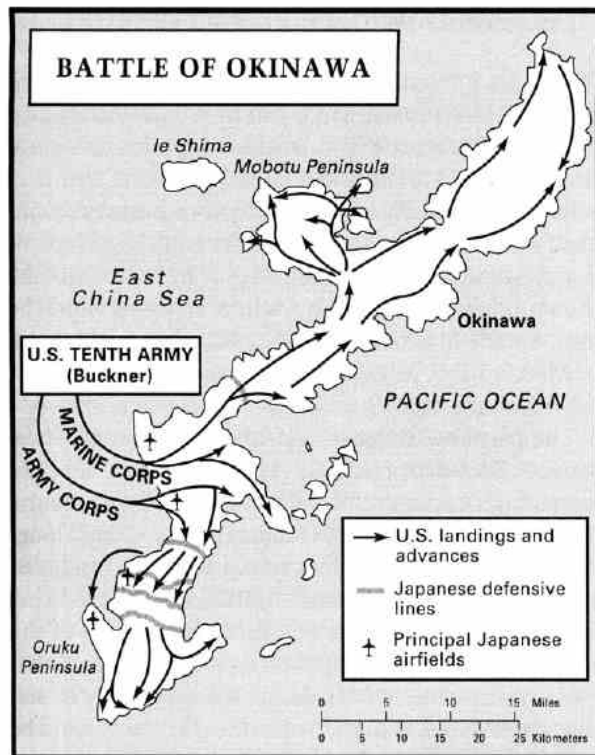 BATTLE OF OKINAWA
Ie Shima
Mobotu Peninsula
East
China Sea
Okinawa
U.S. TENTH ARMY
(Buckner)
PACIFIC OCEAN
MARINE CORPS
ARMY CORPS
U.S. landings and
advances
Japanese defensive
lines
Principal Japanese
airfields
Oruku
Peninsula
0 5 10 15 Miles
0 5 10 15 20 25 Kilometers